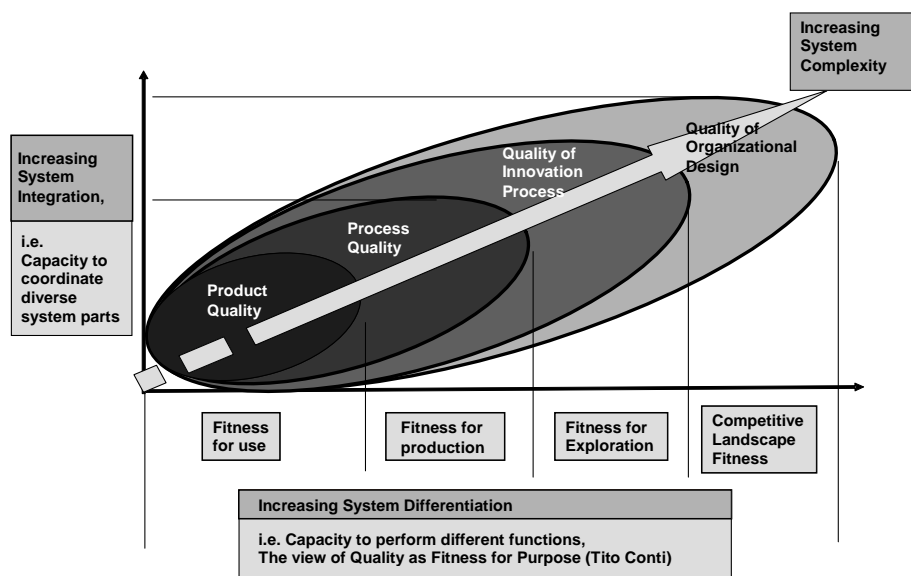 Increasing
System
Complexity
Increasing
System
Integration,
i.e.
Capacity to
coordinate
diverse
system parts
Quality of
Organizational
Design
Quality of
Innovation
Process
Process
Quality
Product
Quality
Fitness
for use
Fitness for
production
Fitness for
Exploration
Competitive
Landscape
Fitness
Increasing System Differentiation
i.e. Capacity to perform different functions,
The view of Quality as Fitness for Purpose (Tito Conti)